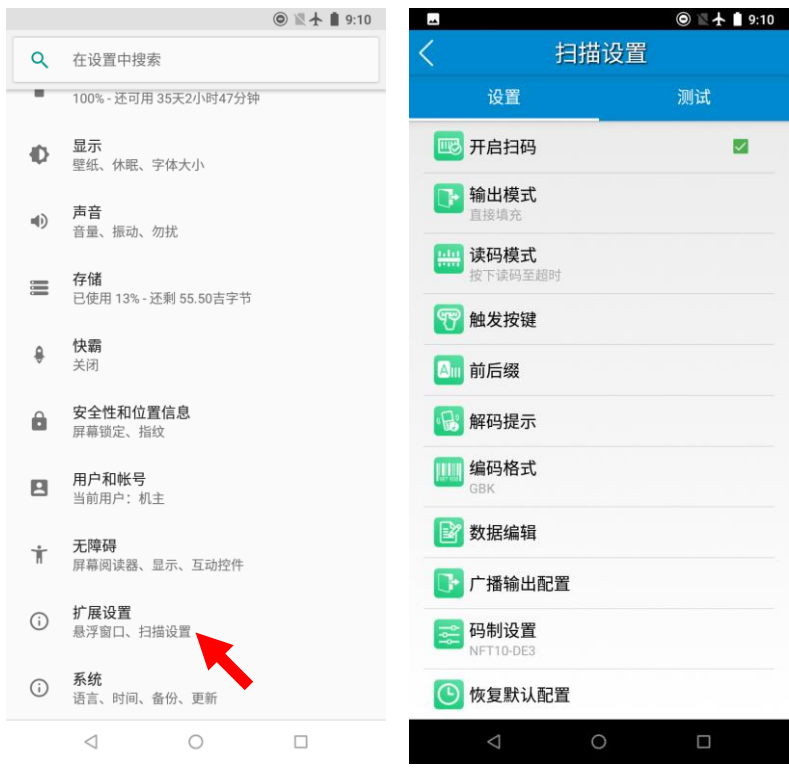 9:10
在设置中搜索
100% - 还可用 35天2小时47分钟
显示
壁纸、休眠、字体大小
声音
音量、振动、勿扰
存储
已使用 13% - 还剩 55.50吉字节
快霸
关闭
安全性和位置信息
屏幕锁定、指纹
用户和帐号
当前用户：机主
无障碍
屏幕阅读器、显示、互动控件
扩展设置
悬浮窗口、扫描设置
系统
语言、时间、备份、更新
9:10
扫描设置
设置 测试
开启扫码
输出模式
直接填充
读码模式
按下读码至超时
触发按键
前后缀
解码提示
编码格式
GBK
数据编辑
广播输出配置
码制设置
NFT10-DE3
恢复默认配置